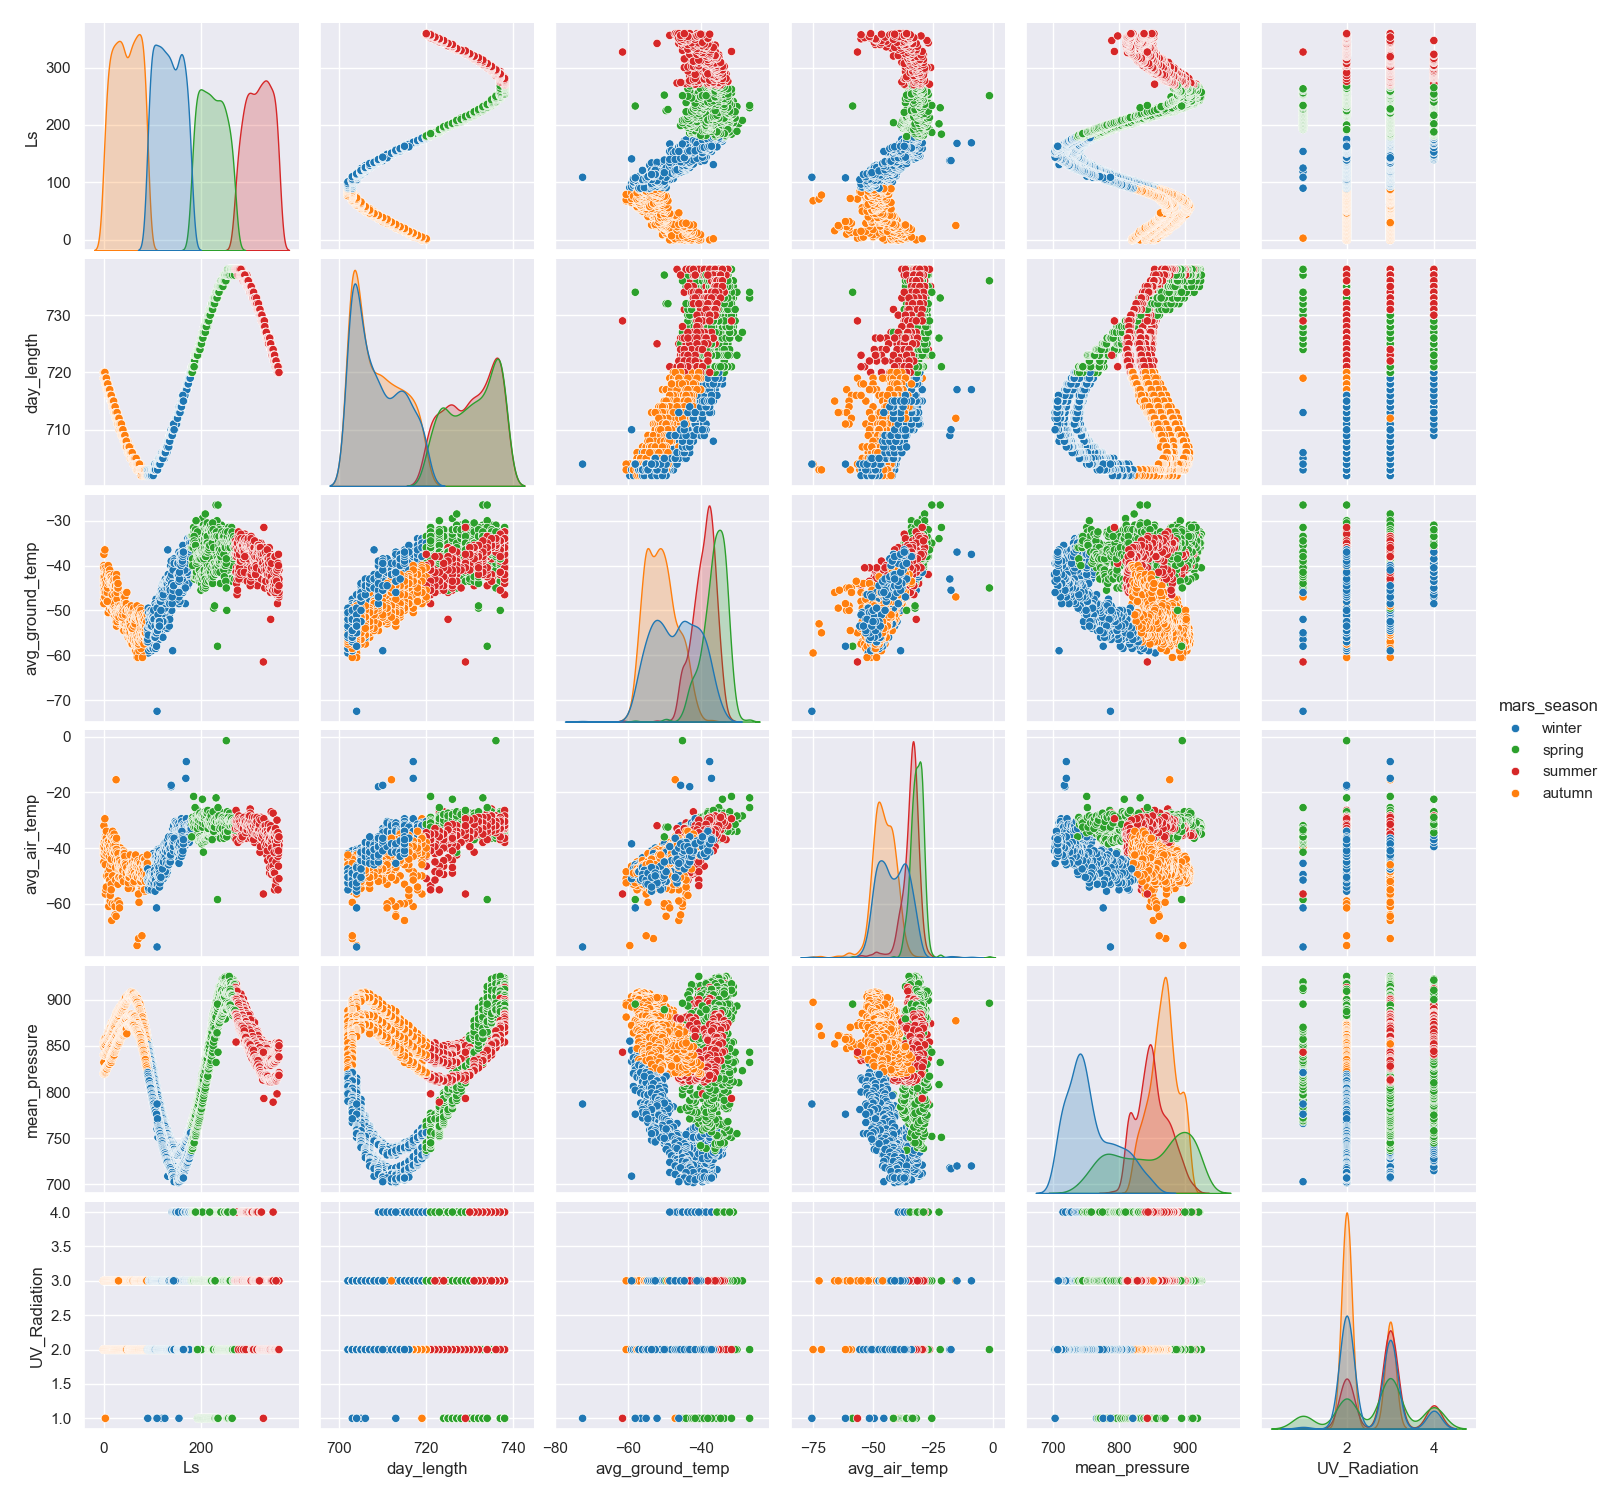 300
200
100
0
Ls
730
720
710
day_length
−30
−40
−50
−60
−70
avg_ground_temp
0
−20
−40
−60
avg_air_temp
900
850
800
750
700
mean_pressure
4.0
3.5
3.0
2.5
2.0
1.5
1.0
UV_Radiation
0 200
Ls
700 720 740
day_length
−80 −60 −40
avg_ground_temp
−75 −50 −25 0
avg_air_temp
700 800 900
mean_pressure
2 4
UV_Radiation
mars_season
winter
spring
summer
autumn